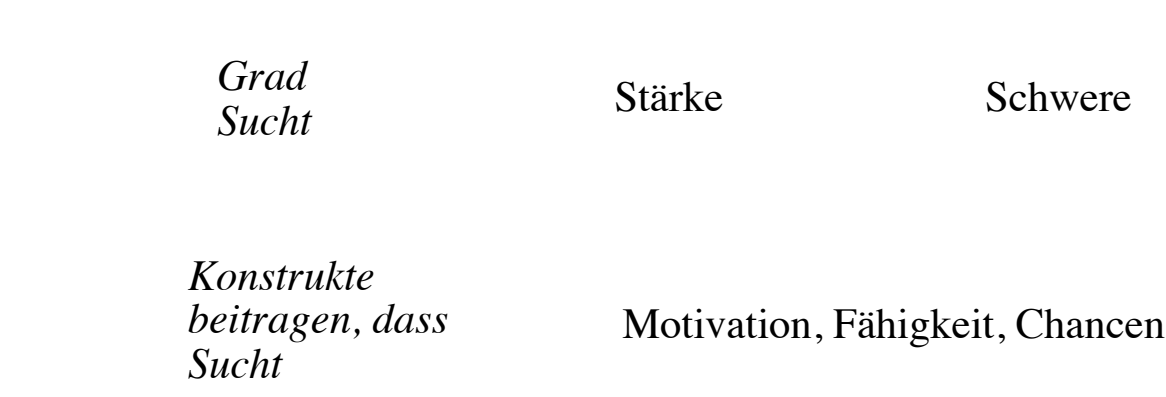 Grad
Sucht
Stärke
Schwere
Konstrukte
beitragen, dass
Sucht
Motivation, Fähigkeit, Chancen